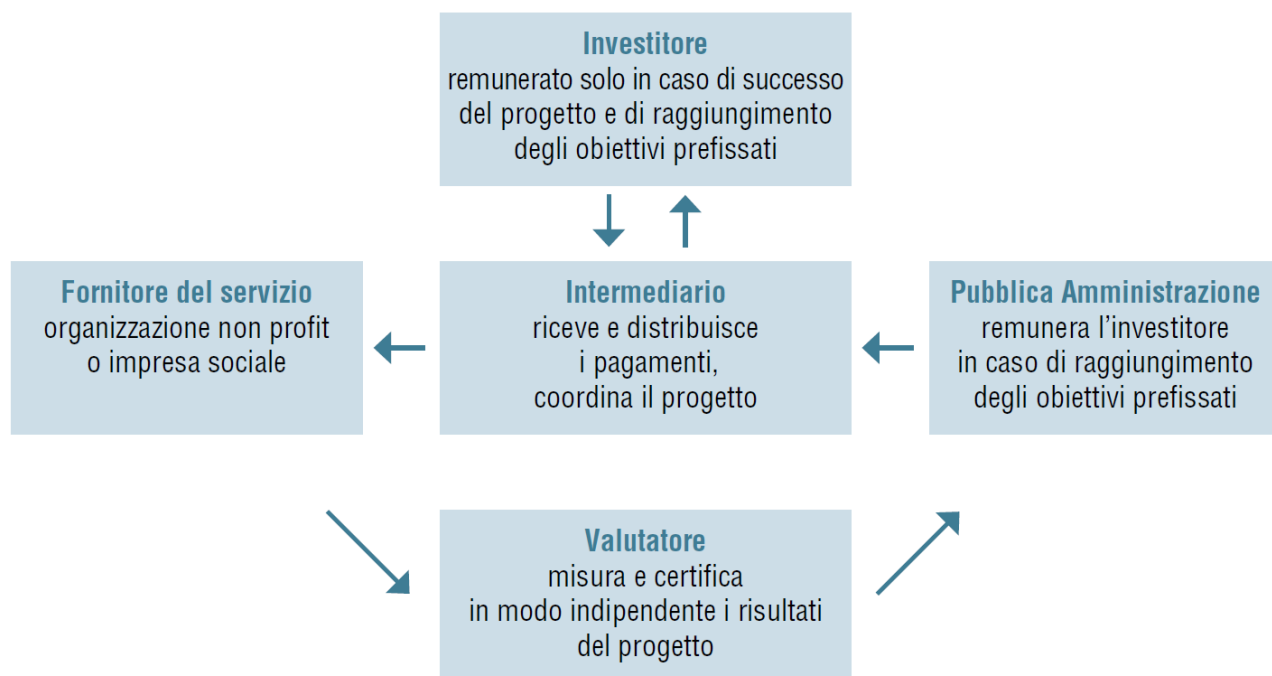 Investitore
remunerato solo in caso di successo
del progetto e di raggiungimento
degli obiettivi prefissati
Fornitore del servizio
organizzazione non profit
o impresa sociale
Intermediario
riceve e distribuisce
i pagamenti,
coordina il progetto
Pubblica Amministrazione
remunera l’investitore
in caso di raggiungimento
degli obiettivi prefissati
Valutatore
misura e certifica
in modo indipendente i risultati
del progetto